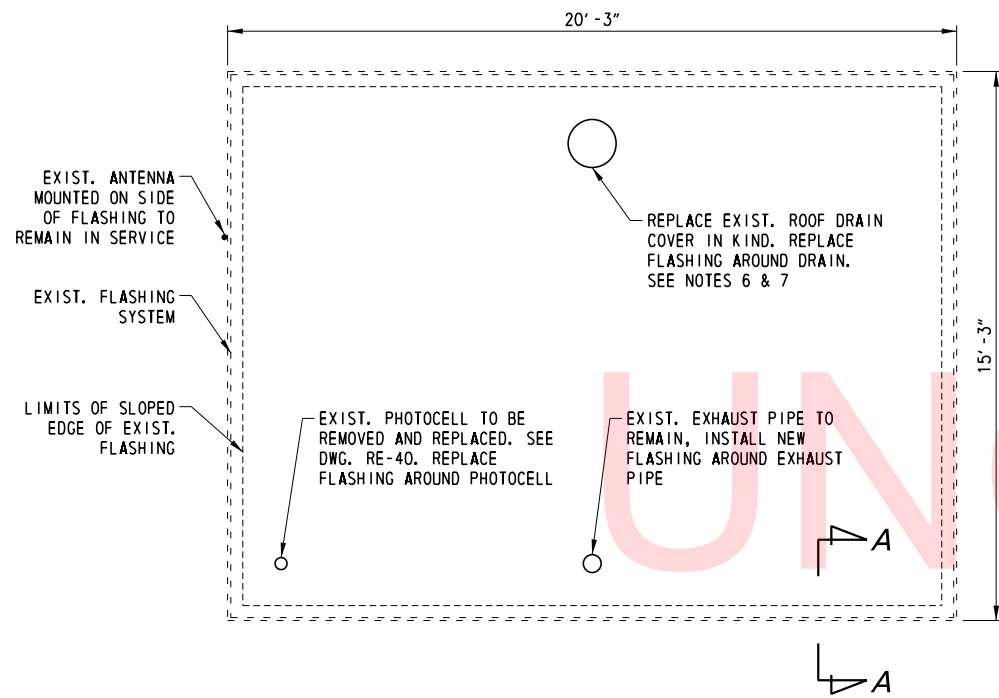 20'-3"
EXIST. ANTENNA
MOUNTED ON SIDE
OF FLASHING TO
REMAIN IN SERVICE
REPLACE EXIST. ROOF DRAIN
COVER IN KIND. REPLACE
FLASHING AROUND DRAIN.
SEE NOTES 6 & 7
EXIST. FLASHING
SYSTEM
15'-3"
LIMITS OF SLOPED
EDGE OF EXIST.
FLASHING
EXIST. PHOTOCELL TO BE
REMOVED AND REPLACED. SEE
DWG. RE-40. REPLACE
FLASHING AROUND PHOTOCELL
EXIST. EXHAUST PIPE TO
REMAIN, INSTALL NEW
FLASHING AROUND EXHAUST
PIPE
UN
A
A